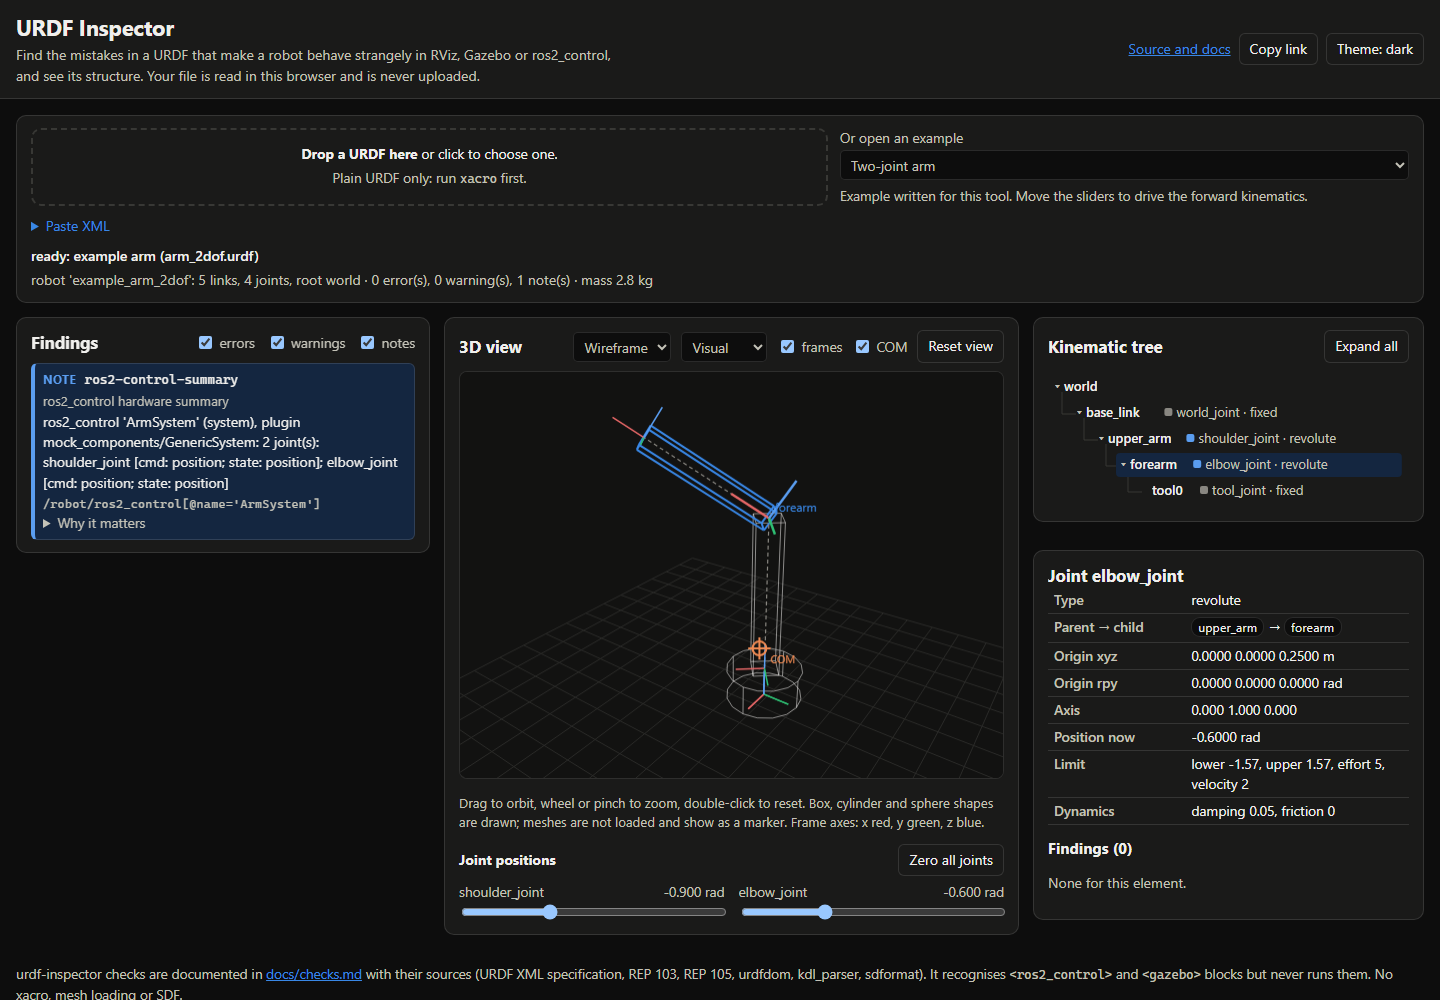 URDF Inspector
Find the mistakes in a URDF that make a robot behave strangely in RViz, Gazebo or ros2_control,
and see its structure. Your file is read in this browser and is never uploaded.
Source and docs
Copy link
Theme: dark
Drop a URDF here or click to choose one.
Plain URDF only: run xacro first.
Or open an example
Two-joint arm
Example written for this tool. Move the sliders to drive the forward kinematics.
Paste XML
ready: example arm (arm_2dof.urdf)
robot 'example_arm_2dof': 5 links, 4 joints, root world · 0 error(s), 0 warning(s), 1 note(s) · mass 2.8 kg
Findings
errors
warnings
notes
NOTE ros2-control-summary
ros2_control hardware summary
ros2_control 'ArmSystem' (system), plugin
mock_components/GenericSystem: 2 joint(s):
shoulder_joint [cmd: position; state: position]; elbow_joint
[cmd: position; state: position]
/robot/ros2_control[@name='ArmSystem']
Why it matters
3D view
Wireframe
Visual
frames
COM
Reset view
forearm
COM
Drag to orbit, wheel or pinch to zoom, double-click to reset. Box, cylinder and sphere shapes
are drawn; meshes are not loaded and show as a marker. Frame axes: x red, y green, z blue.
Joint positions
Zero all joints
shoulder_joint -0.900 rad
elbow_joint -0.600 rad
Kinematic tree
Expand all
world
base_link world_joint · fixed
upper_arm shoulder_joint · revolute
forearm elbow_joint · revolute
tool0 tool_joint · fixed
Joint elbow_joint
Type revolute
Parent → child upper_arm → forearm
Origin xyz 0.0000 0.0000 0.2500 m
Origin rpy 0.0000 0.0000 0.0000 rad
Axis 0.000 1.000 0.000
Position now -0.6000 rad
Limit lower -1.57, upper 1.57, effort 5,
velocity 2
Dynamics damping 0.05, friction 0
Findings (0)
None for this element.
urdf-inspector checks are documented in docs/checks.md with their sources (URDF XML specification, REP 103, REP 105, urdfdom, kdl_parser, sdformat). It recognises <ros2_control> and <gazebo> blocks but never runs them. No
xacro, mesh loading or SDF.